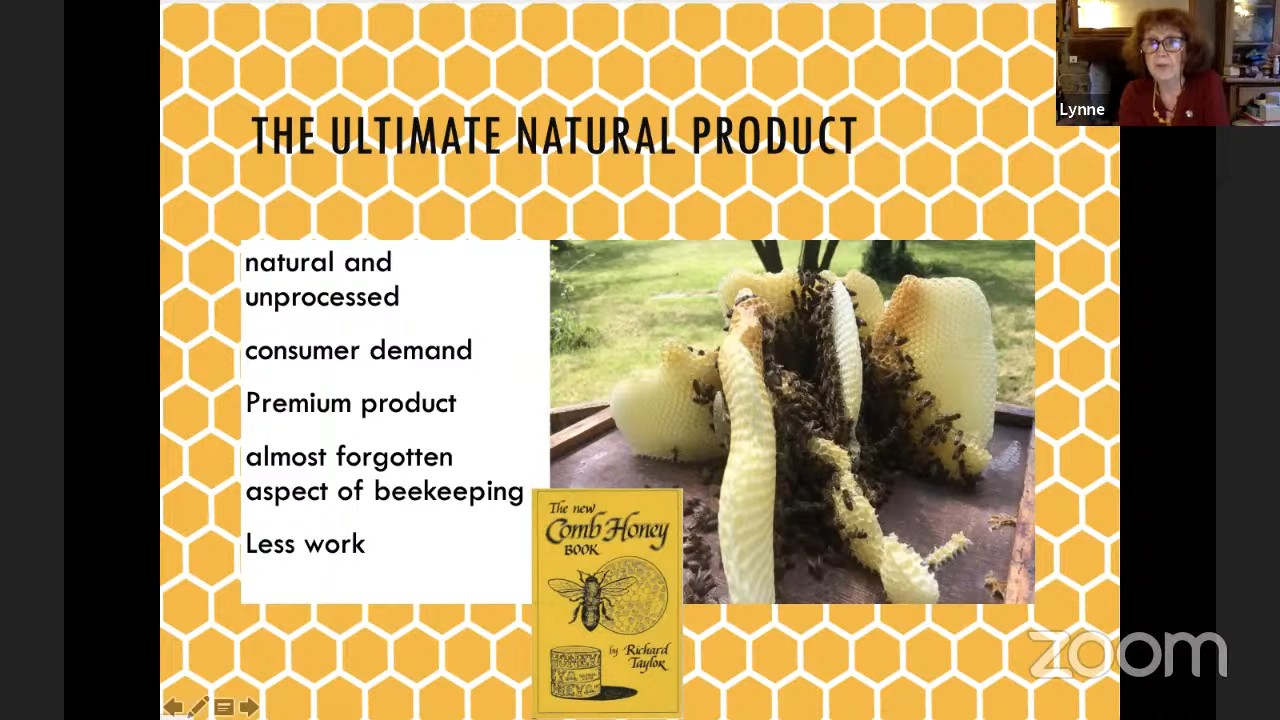 Lynne
THE ULTIMATE NATURAL PRODUCT
natural and
unprocessed
consumer demand
Premium product
almost forgotten
aspect of beekeeping
Less work
The new
Comb Honey
BOOK
by Richard
Taylor
zoom